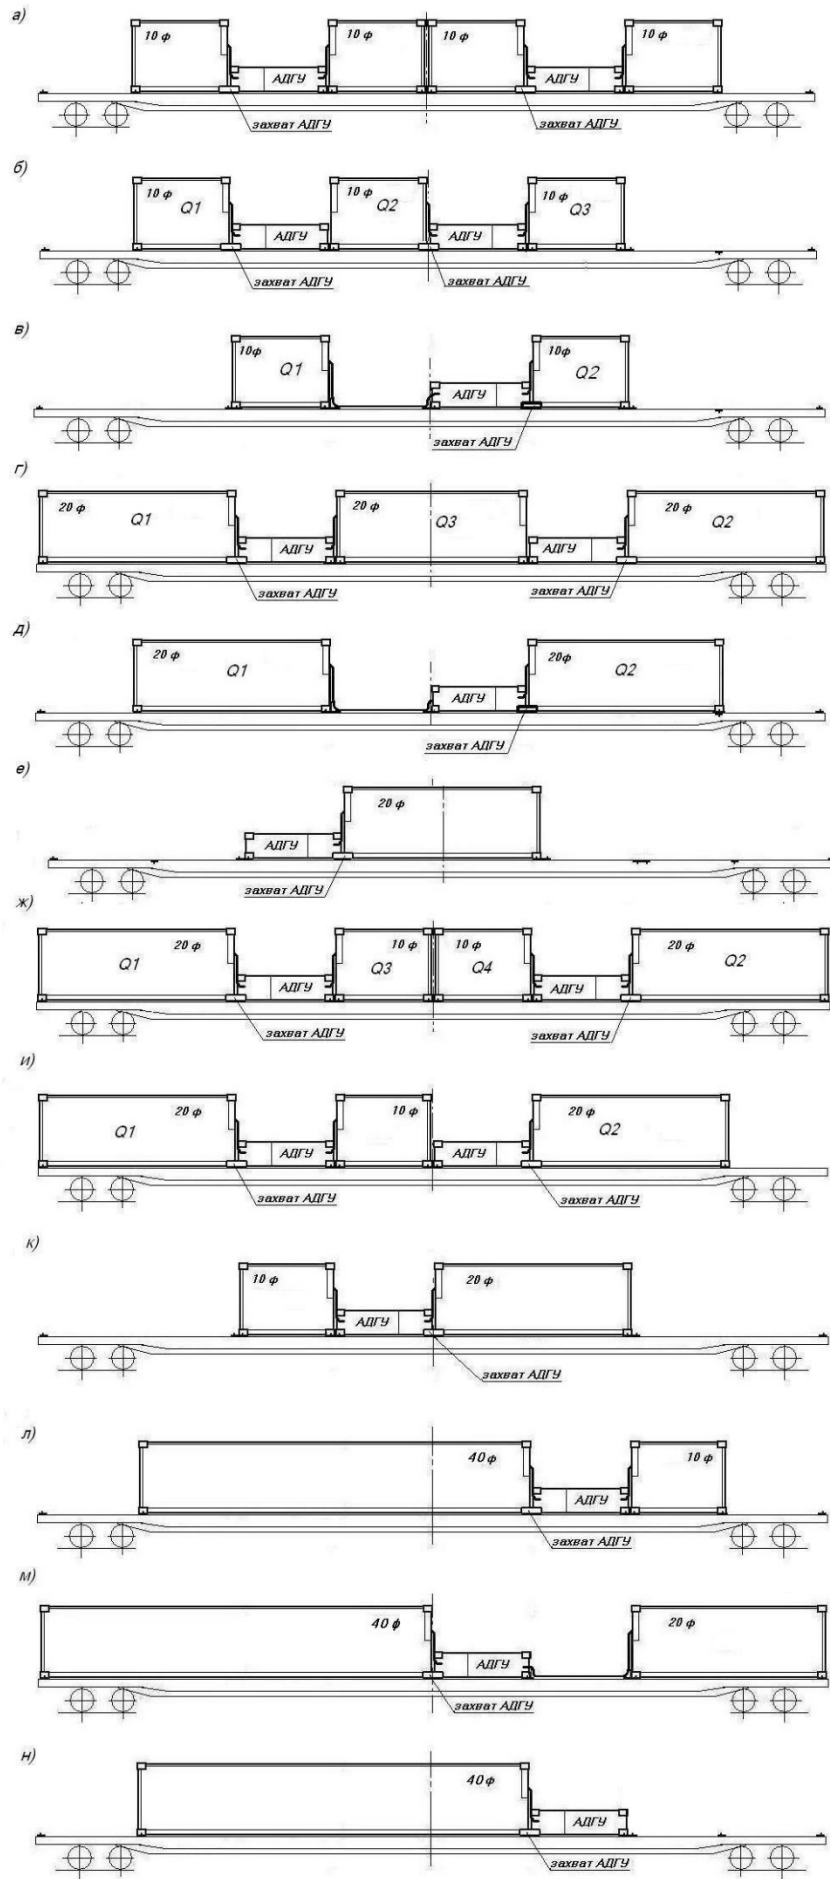 а)
10 ф АДГУ 10 ф 10 ф АДГУ 10 ф
захват АДГУ захват АДГУ
б)
10 ф Q1 АДГУ 10 ф Q2 АДГУ 10 ф Q3
захват АДГУ захват АДГУ
в)
10ф Q1 АДГУ 10ф Q2
захват АДГУ
г)
20 ф Q1 АДГУ 20 ф Q3 АДГУ 20 ф Q2
захват АДГУ захват АДГУ
д)
20 ф Q1 АДГУ 20ф Q2
захват АДГУ
е)
АДГУ 20 ф
захват АДГУ
ж)
Q1 20 ф АДГУ 10 ф Q3 10 ф Q4 АДГУ 20 ф Q2
захват АДГУ захват АДГУ
и)
Q1 20 ф АДГУ 10 ф АДГУ 20 ф Q2
захват АДГУ захват АДГУ
к)
10 ф АДГУ 20 ф
захват АДГУ
л)
40 ф АДГУ 10 ф
захват АДГУ
м)
40 ф АДГУ 20 ф
захват АДГУ
н)
40 ф АДГУ
захват АДГУ